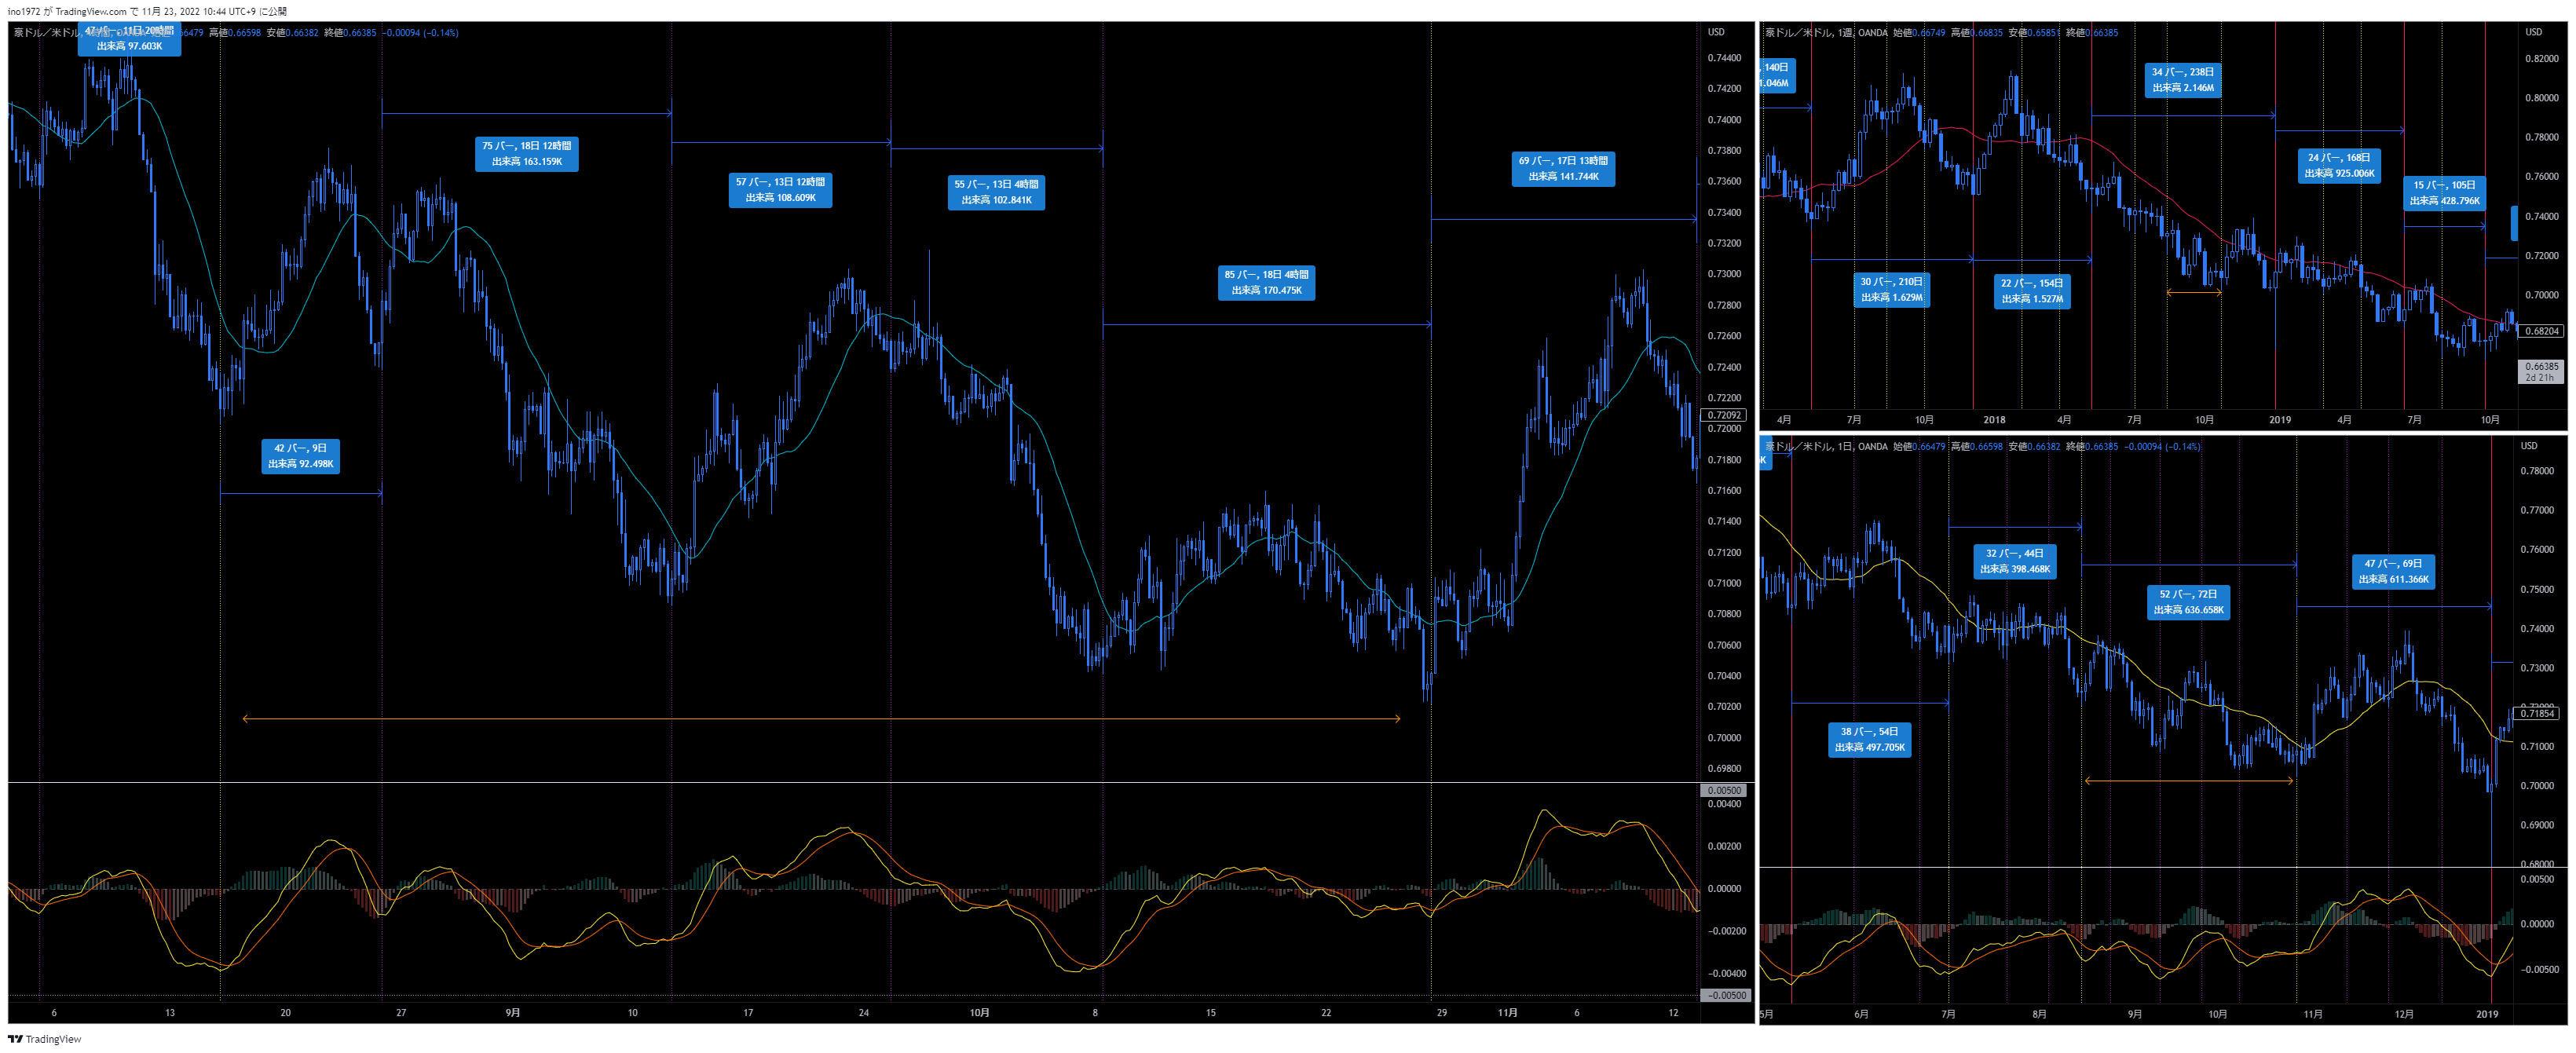 ino1972 が TradingView.com で 11月 23, 2022 10:44 UTC+9 に公開
47 バー, 11日 20時間
出来高 97.603K
豪ドル／米ドル, OANDA 6479 高値0.66598 安値0.66382 終値0.66385 −0.00094 (−0.14%)
USD
75 バー, 18日 12時間
出来高 163.159K
57 バー, 13日 12時間
出来高 108.609K
55 バー, 13日 4時間
出来高 102.841K
69 バー, 17日 13時間
出来高 141.744K
85 バー, 18日 4時間
出来高 170.475K
42 バー, 9日
出来高 92.498K
0.74400
0.74200
0.74000
0.73800
0.73600
0.73400
0.73200
0.73000
0.72800
0.72600
0.72400
0.72200
0.72092
0.72000
0.71800
0.71600
0.71400
0.71200
0.71000
0.70800
0.70600
0.70400
0.70200
0.70000
0.69800
0.00500
0.00400
0.00200
0.00000
−0.00200
−0.00400
−0.00500
6 13 20 27 9月 10 17 24 10月 8 15 22 29 11月 6 12
豪ドル／米ドル, 1週, OANDA 始値0.66749 高値0.66835 安値0.65851 終値0.66385
USD
, 140日
1.046M
34 バー, 238日
出来高 2.146M
24 バー, 168日
出来高 925.006K
15 バー, 105日
出来高 428.796K
30 バー, 210日
出来高 1.629M
22 バー, 154日
出来高 1.527M
0.82000
0.80000
0.78000
0.76000
0.74000
0.72000
0.70000
0.68204
0.66385
2d 21h
4月 7月 10月 2018 4月 7月 10月 2019 4月 7月 10月
豪ドル／米ドル, 1日, OANDA 始値0.66479 高値0.66598 安値0.66382 終値0.66385 −0.00094 (−0.14%)
USD
K
32 バー, 44日
出来高 398.468K
52 バー, 72日
出来高 636.658K
47 バー, 69日
出来高 611.366K
38 バー, 54日
出来高 497.705K
0.78000
0.77000
0.76000
0.75000
0.74000
0.73000
0.72000
0.71854
0.71000
0.70000
0.69000
0.68000
0.00500
0.00000
−0.00500
5月 6月 7月 8月 9月 10月 11月 12月 2019
TradingView